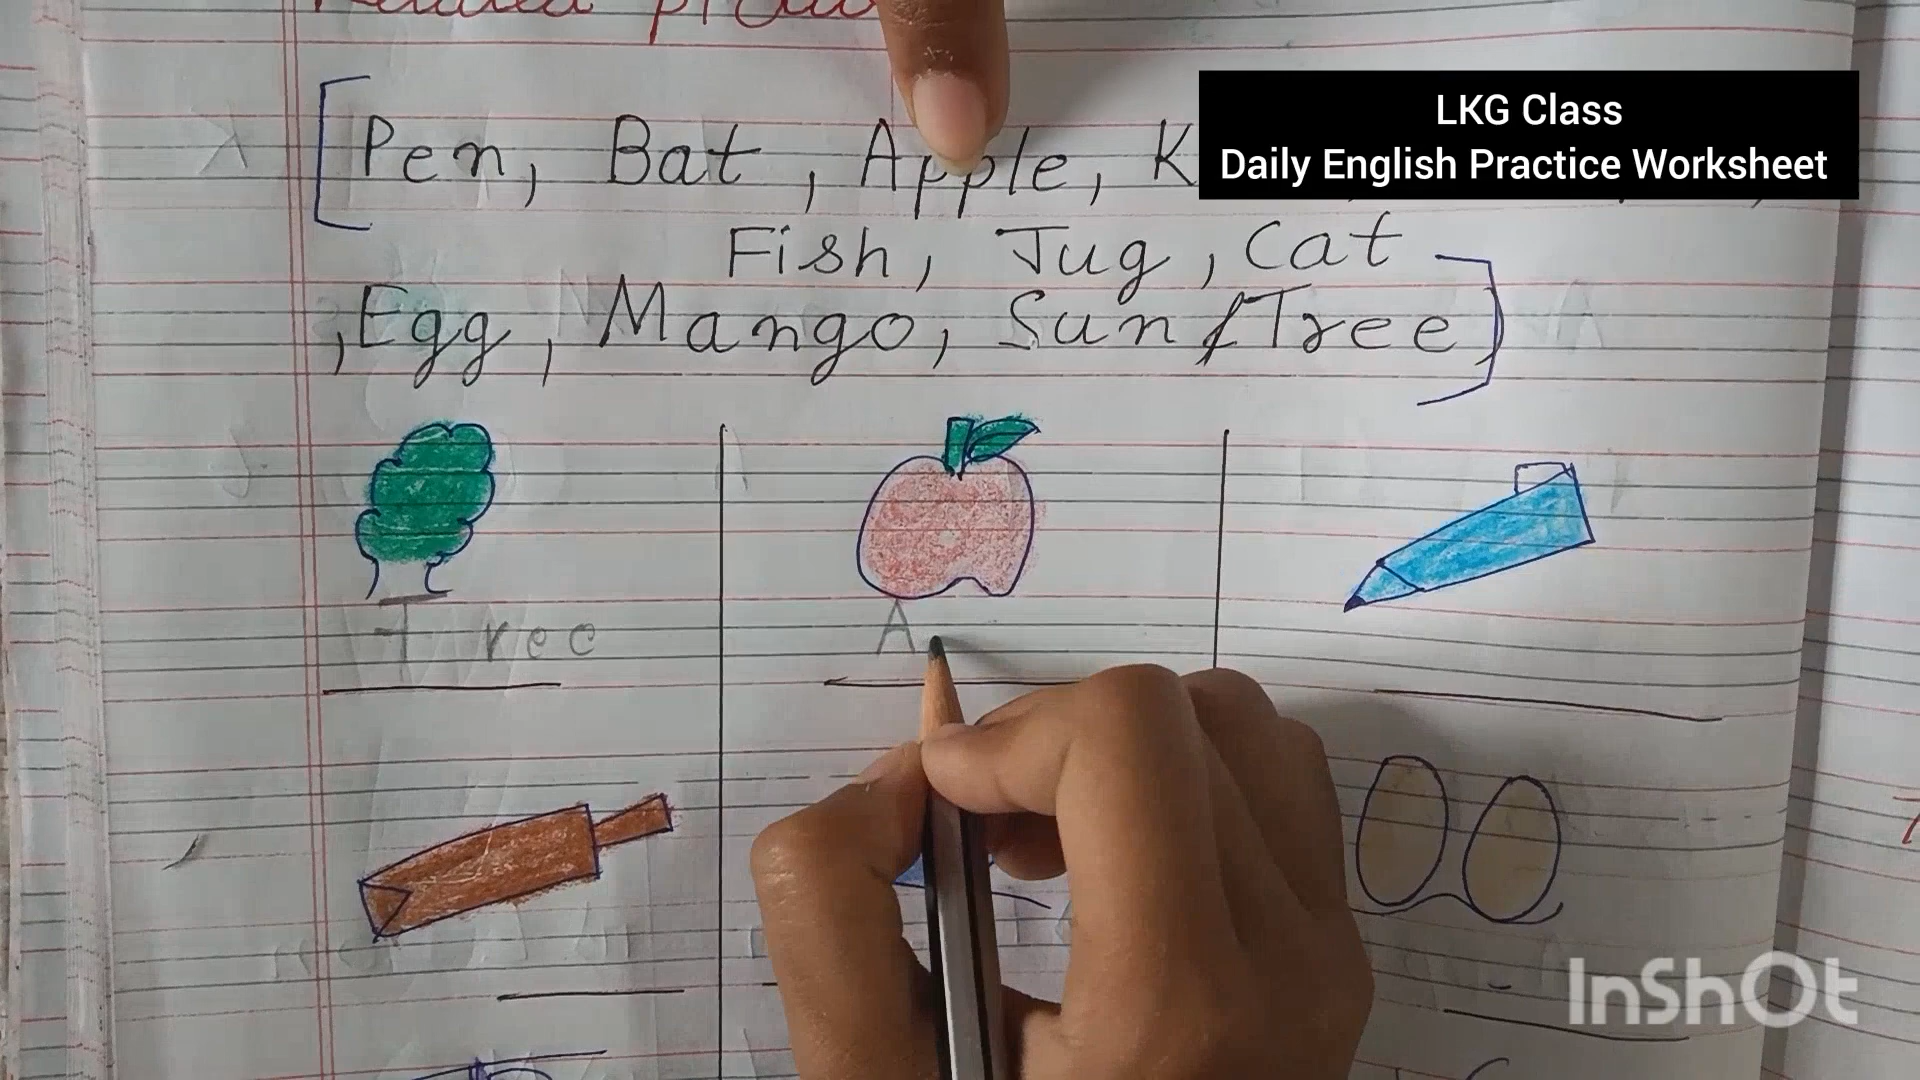 [Pen, Bat, Apple, K
LKG Class
Daily English Practice Worksheet
Fish, Jug, Cat
, Egg, Mango, Sun, Tree]
Tree
A
InShOt